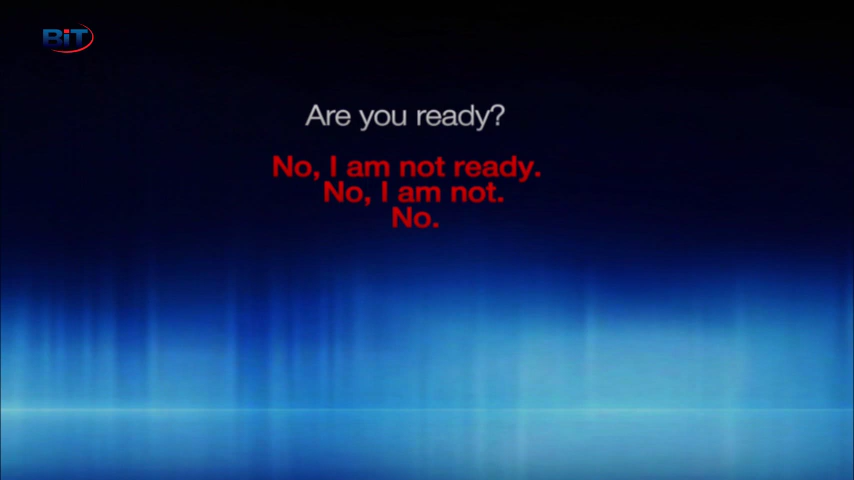 BiT
Are you ready?
No, I am not ready.
No, I am not.
No.